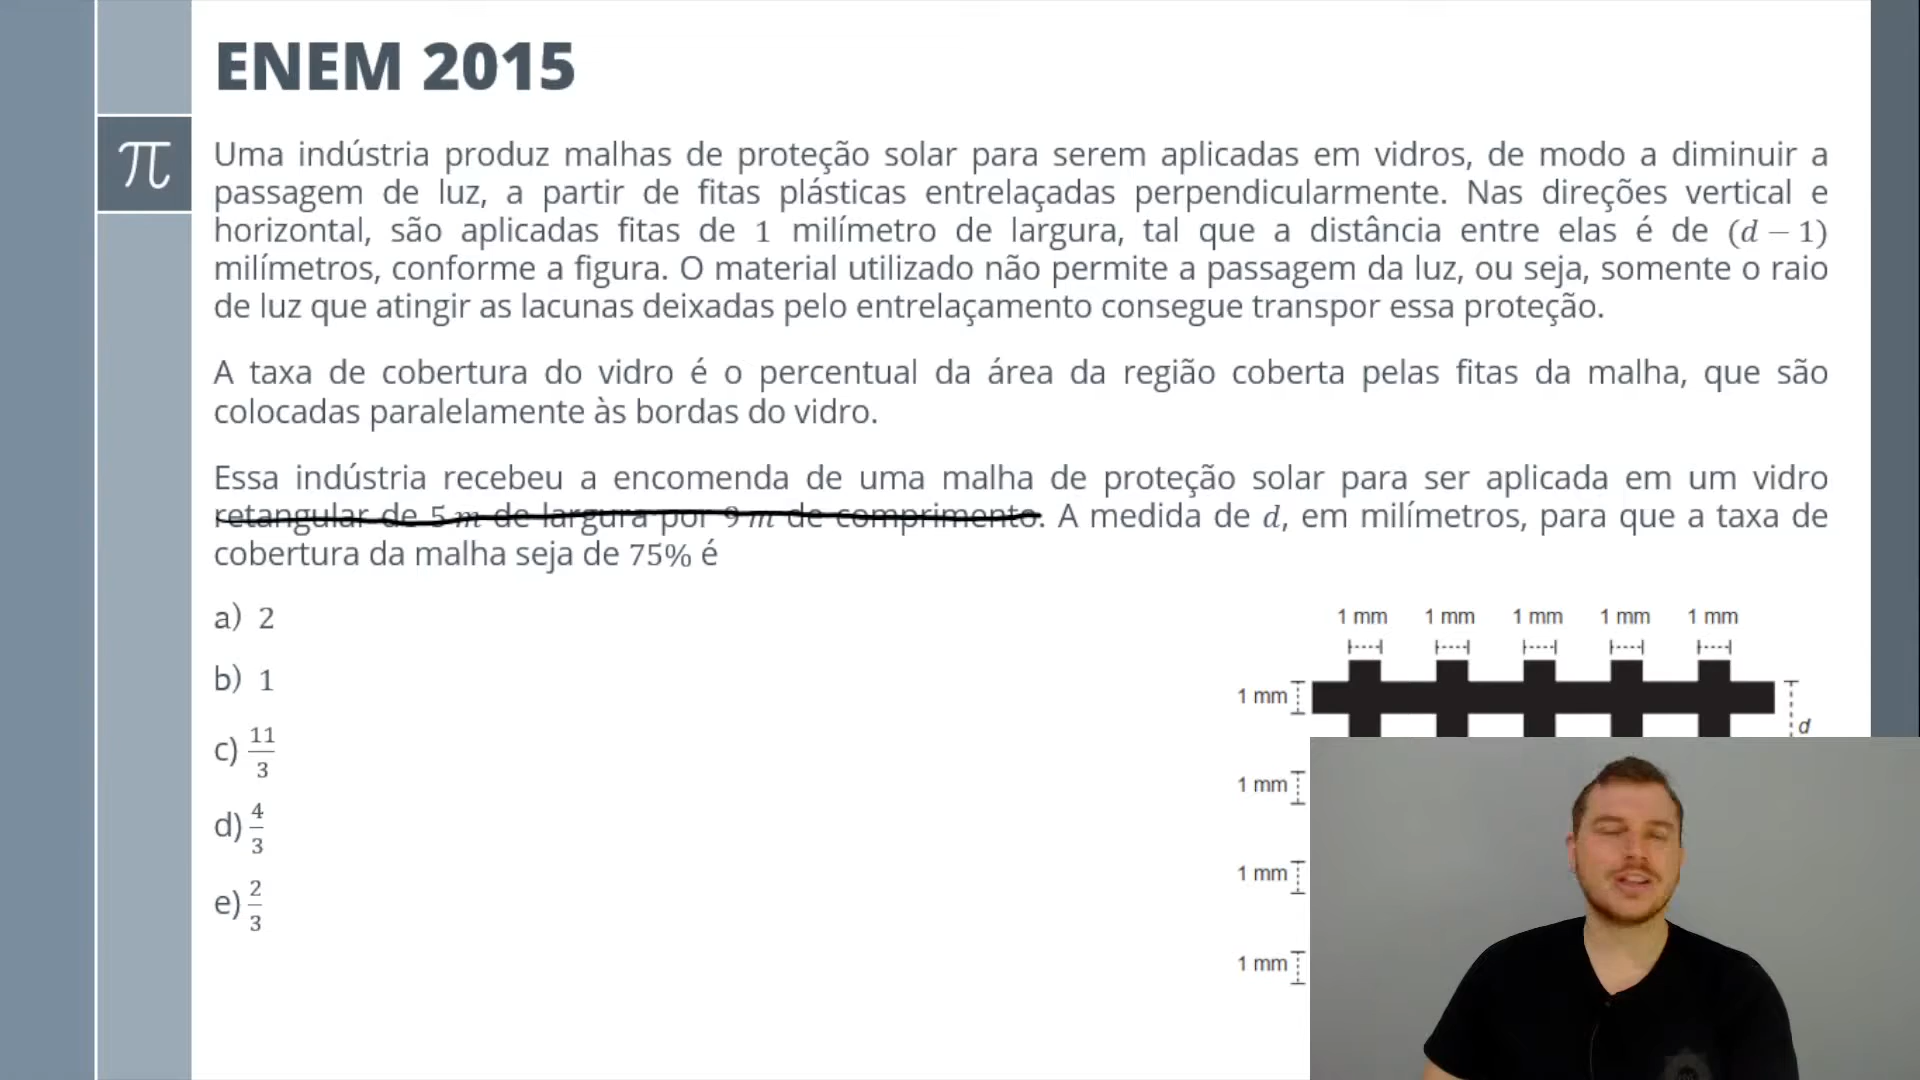 ENEM 2015
π
Uma indústria produz malhas de proteção solar para serem aplicadas em vidros, de modo a diminuir a
passagem de luz, a partir de fitas plásticas entrelaçadas perpendicularmente. Nas direções vertical e
horizontal, são aplicadas fitas de 1 milímetro de largura, tal que a distância entre elas é de (d − 1)
milímetros, conforme a figura. O material utilizado não permite a passagem da luz, ou seja, somente o raio
de luz que atingir as lacunas deixadas pelo entrelaçamento consegue transpor essa proteção.
A taxa de cobertura do vidro é o percentual da área da região coberta pelas fitas da malha, que são
colocadas paralelamente às bordas do vidro.
Essa indústria recebeu a encomenda de uma malha de proteção solar para ser aplicada em um vidro
retangular de 5 m de largura por 9 m de comprimento. A medida de d, em milímetros, para que a taxa de
cobertura da malha seja de 75% é
a) 2
b) 1
c) 11/3
d) 4/3
e) 2/3
1 mm 1 mm 1 mm 1 mm 1 mm
1 mm
d
1 mm
1 mm
1 mm